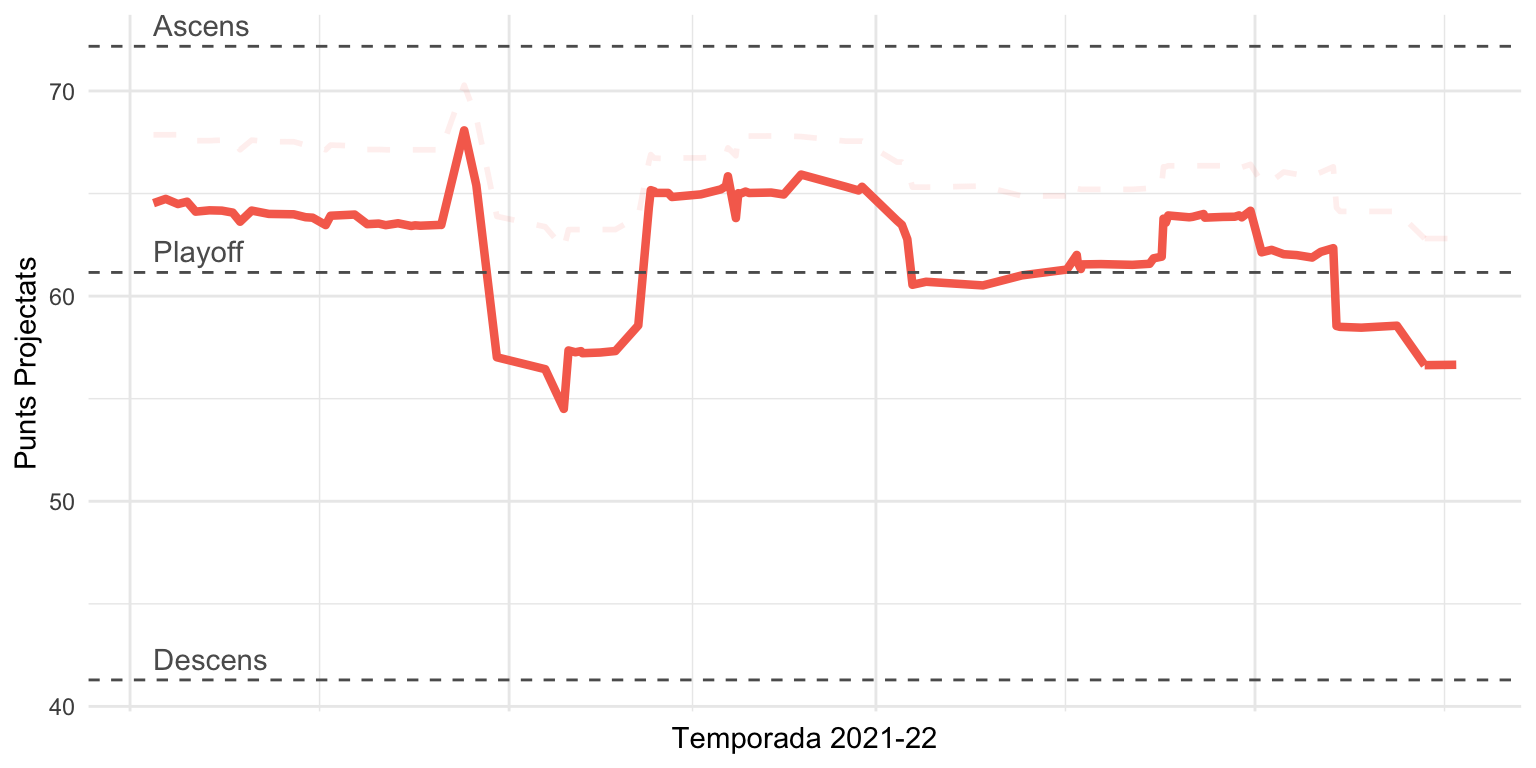 Ascens
70
Playoff
60
Punts Projectats
50
Descens
40
Temporada 2021-22